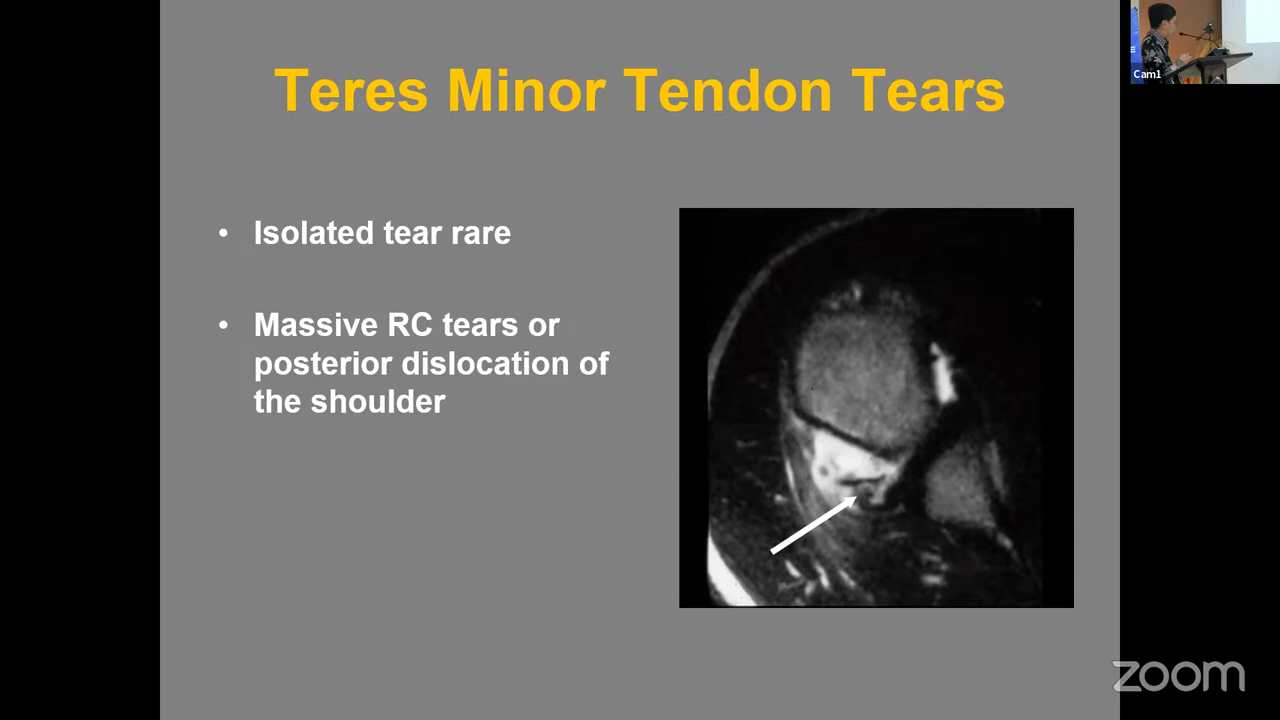 Teres Minor Tendon Tears
• Isolated tear rare
• Massive RC tears or
posterior dislocation of
the shoulder
Cam1
zoom